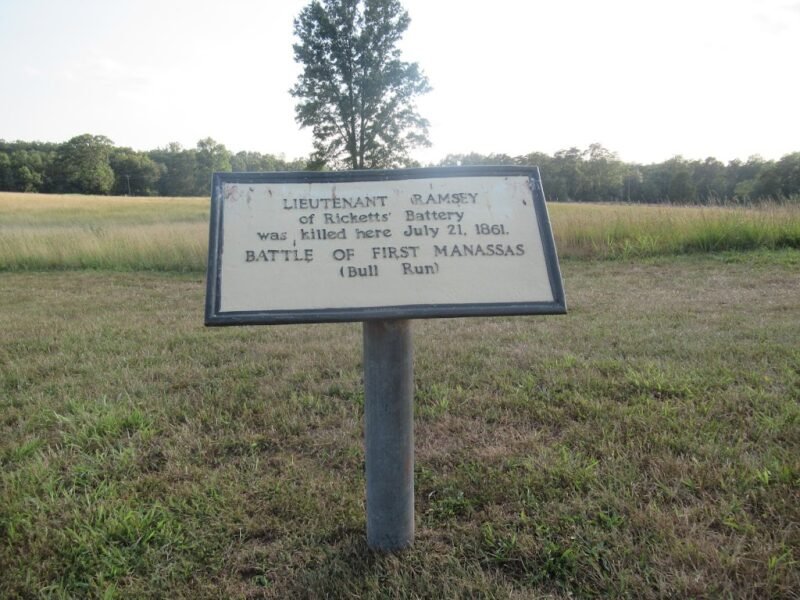 LIEUTENANT RAMSEY
of Ricketts' Battery
was killed here July 21, 1861.
BATTLE OF FIRST MANASSAS
(Bull Run)